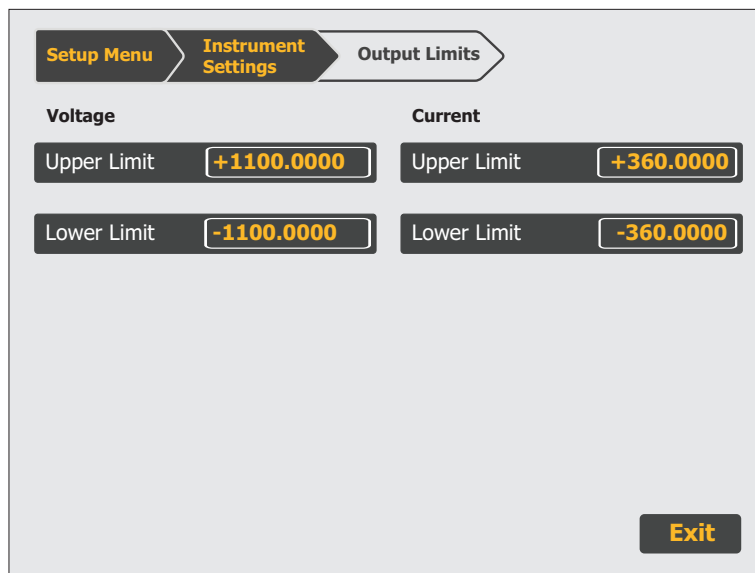 Setup Menu
Instrument
Settings
Output Limits
Voltage
Current
Upper Limit +1100.0000
Upper Limit +360.0000
Lower Limit -1100.0000
Lower Limit -360.0000
Exit